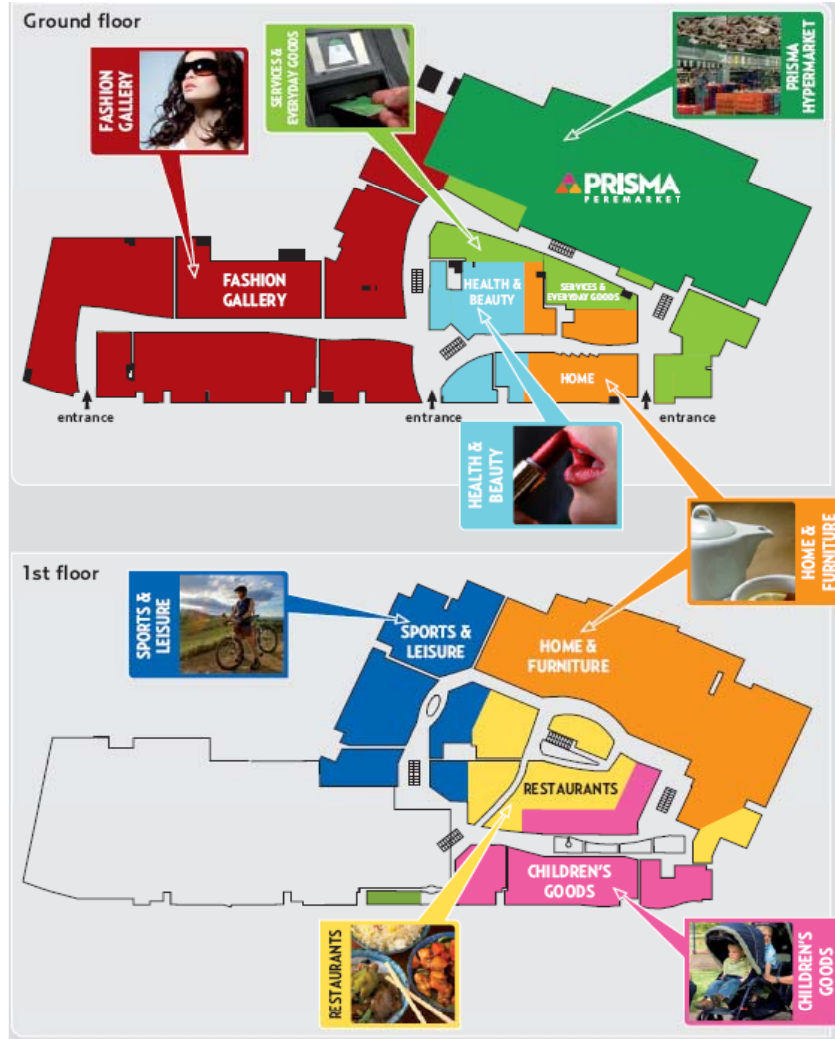 Ground floor
FASHION
GALLERY
SERVICES &
EVERYDAY GOODS
PRISMA
HYPERMARKET
PRISMA
PEREMARKET
FASHION
GALLERY
HEALTH &
BEAUTY
SERVICES &
EVERYDAY GOODS
HOME
entrance
entrance
entrance
HEALTH &
BEAUTY
HOME &
FURNITURE
1st floor
SPORTS &
LEISURE
SPORTS &
LEISURE
HOME &
FURNITURE
RESTAURANTS
CHILDREN'S
GOODS
RESTAURANTS
CHILDREN'S
GOODS